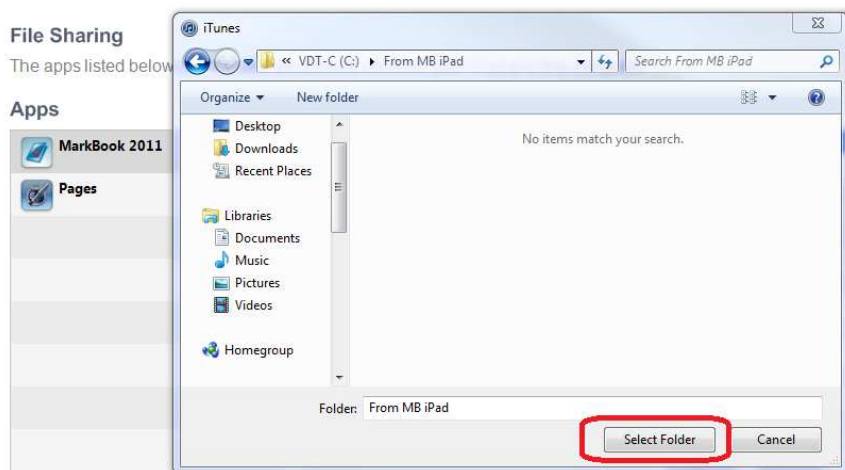 File Sharing
The apps listed below
Apps
MarkBook 2011
Pages
iTunes
« VDT-C (C:) ▸ From MB iPad
Search From MB iPad
Organize
New folder
Desktop
Downloads
Recent Places
Libraries
Documents
Music
Pictures
Videos
Homegroup
No items match your search.
Folder: From MB iPad
Select Folder
Cancel